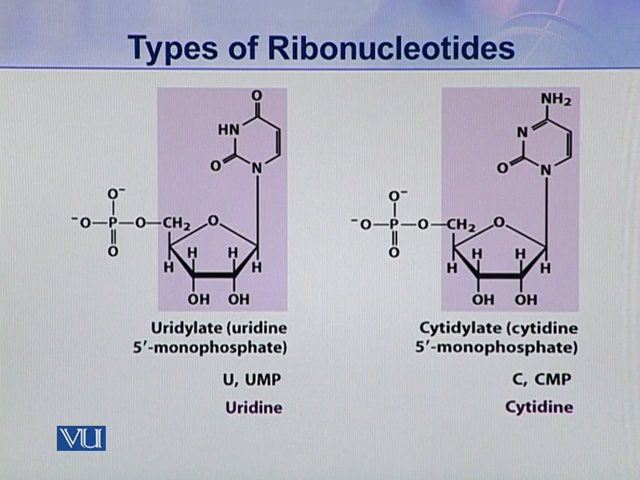 Types of Ribonucleotides
O
HN
O
N
O⁻
⁻O–P–O–CH₂
O
O
H
H
H
H
OH
OH
Uridylate (uridine
5′-monophosphate)
U, UMP
Uridine
NH₂
N
O
N
O⁻
⁻O–P–O–CH₂
O
O
H
H
H
H
OH
OH
Cytidylate (cytidine
5′-monophosphate)
C, CMP
Cytidine
VU